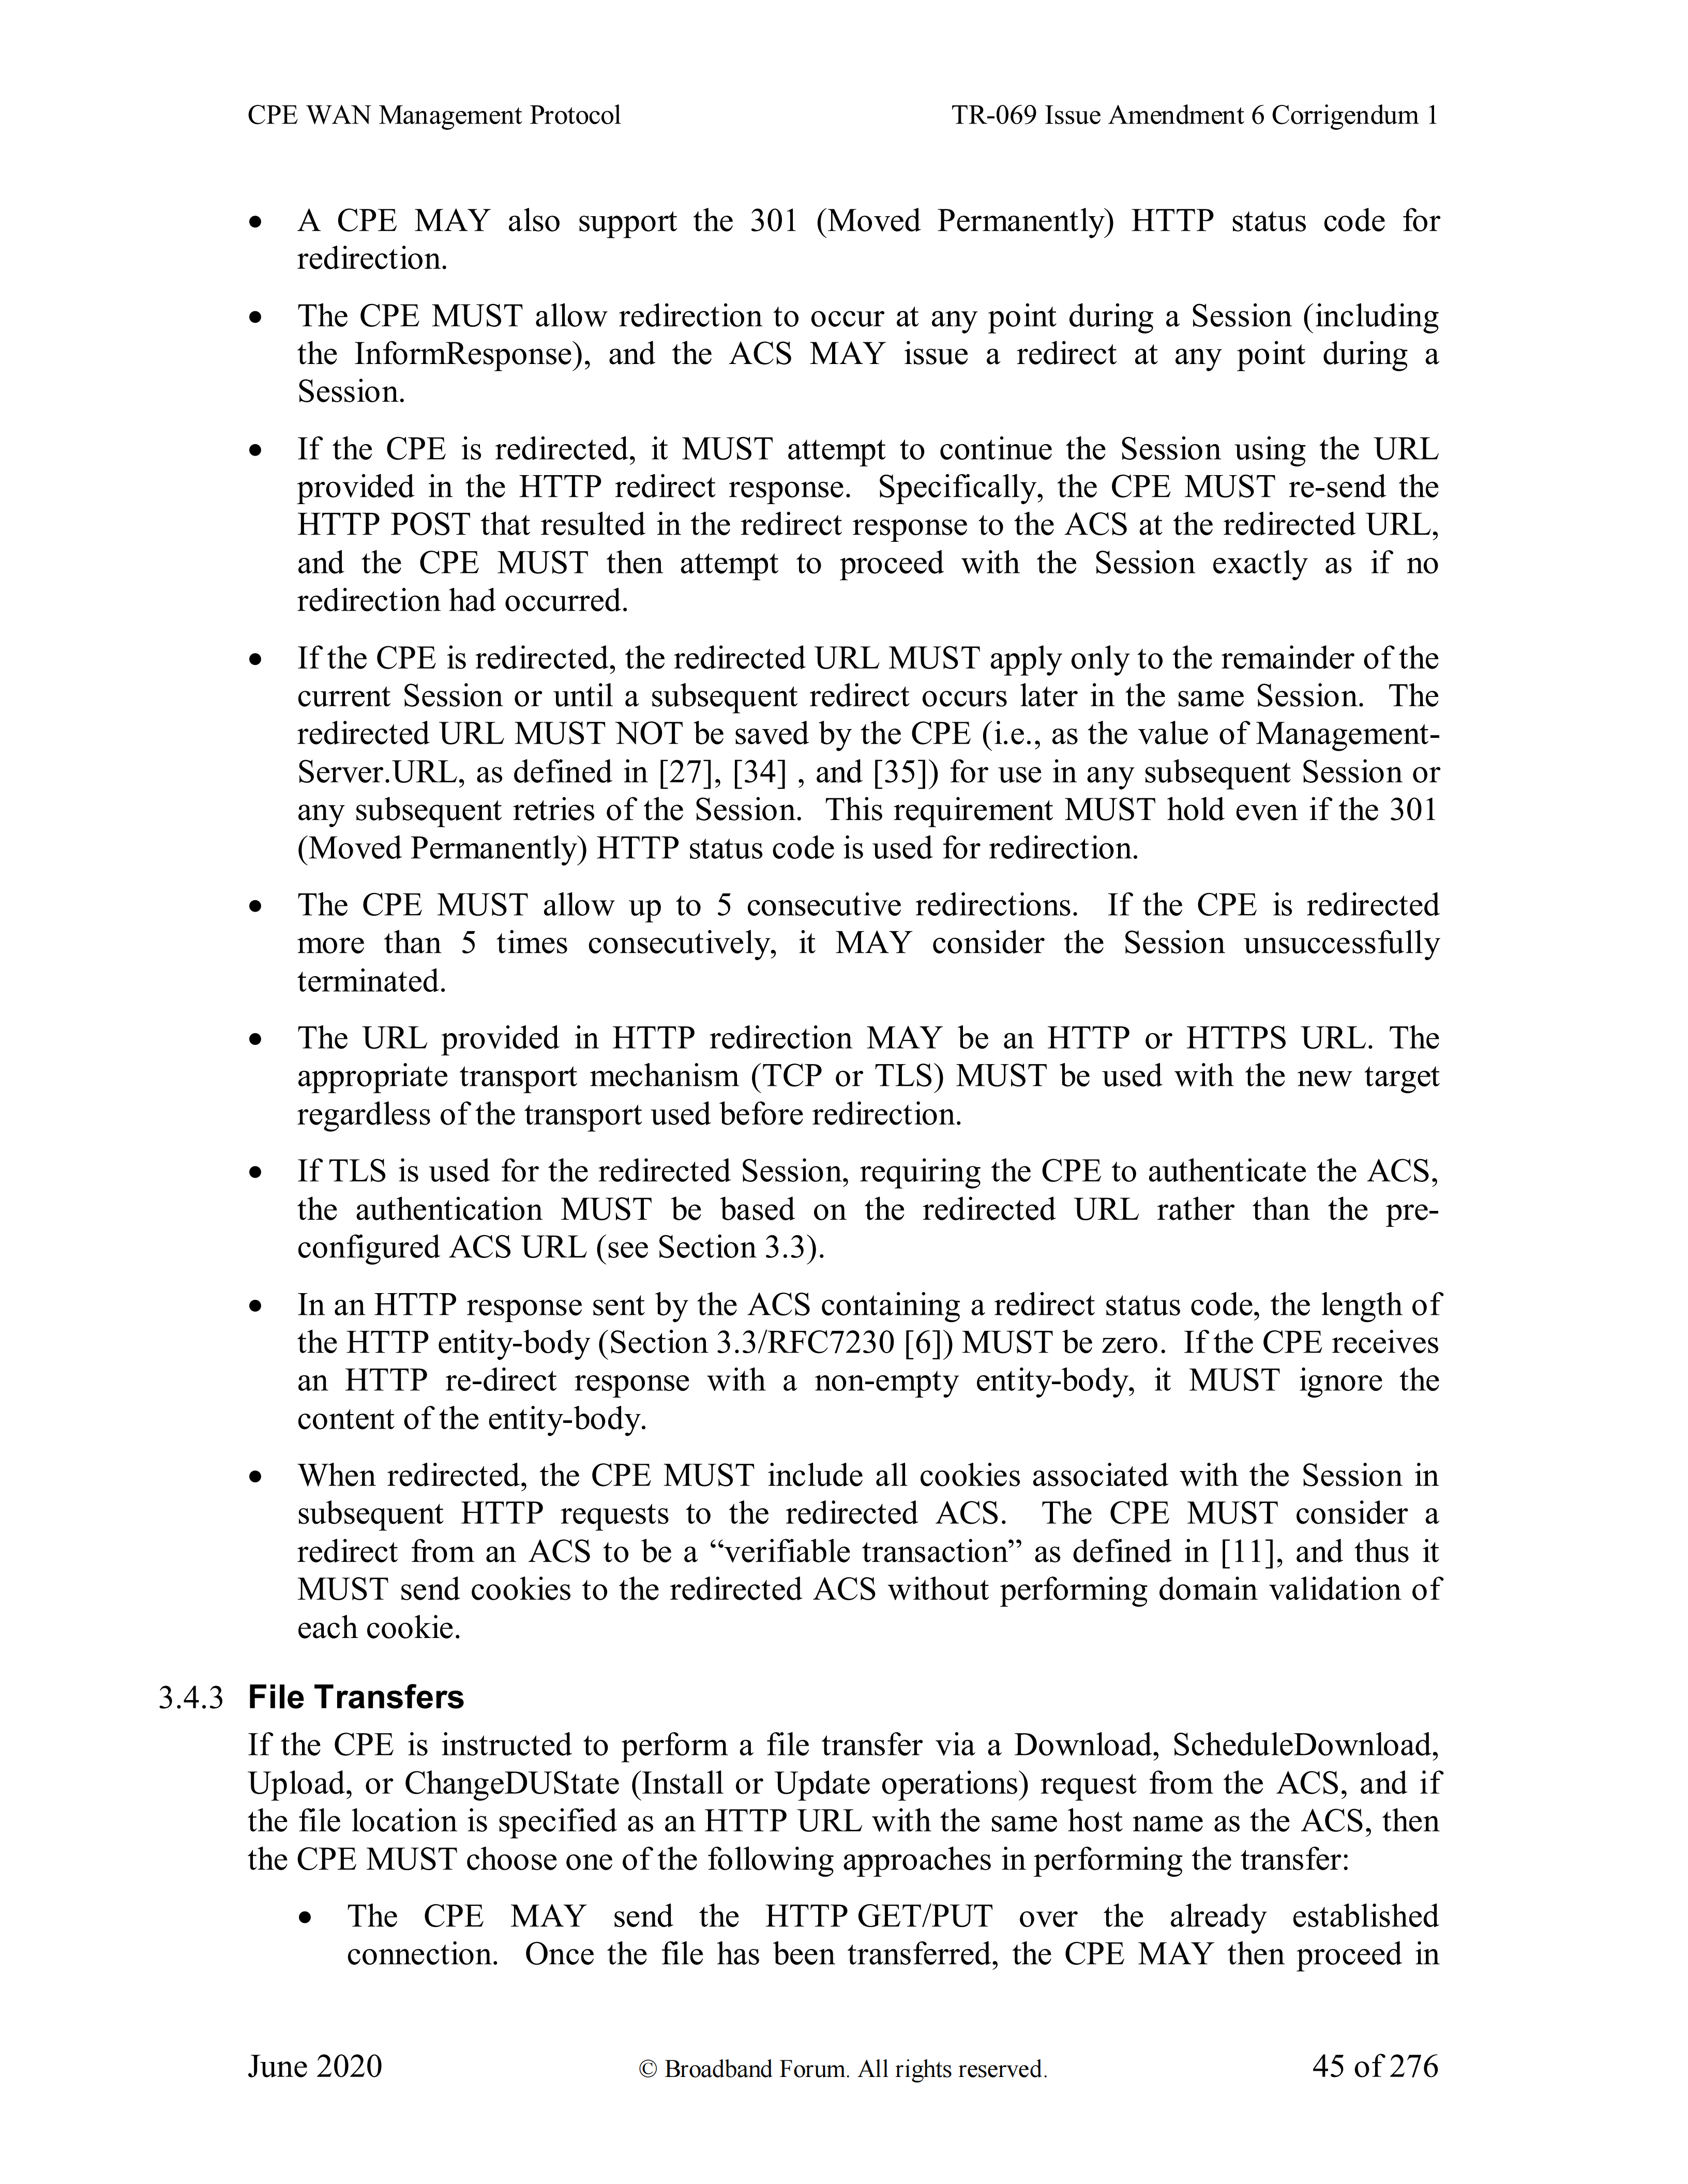 CPE WAN Management Protocol TR-069 Issue Amendment 6 Corrigendum 1
• A CPE MAY also support the 301 (Moved Permanently) HTTP status code for
redirection.
• The CPE MUST allow redirection to occur at any point during a Session (including
the InformResponse), and the ACS MAY issue a redirect at any point during a
Session.
• If the CPE is redirected, it MUST attempt to continue the Session using the URL
provided in the HTTP redirect response. Specifically, the CPE MUST re-send the
HTTP POST that resulted in the redirect response to the ACS at the redirected URL,
and the CPE MUST then attempt to proceed with the Session exactly as if no
redirection had occurred.
• If the CPE is redirected, the redirected URL MUST apply only to the remainder of the
current Session or until a subsequent redirect occurs later in the same Session. The
redirected URL MUST NOT be saved by the CPE (i.e., as the value of Management-
Server.URL, as defined in [27], [34] , and [35]) for use in any subsequent Session or
any subsequent retries of the Session. This requirement MUST hold even if the 301
(Moved Permanently) HTTP status code is used for redirection.
• The CPE MUST allow up to 5 consecutive redirections. If the CPE is redirected
more than 5 times consecutively, it MAY consider the Session unsuccessfully
terminated.
• The URL provided in HTTP redirection MAY be an HTTP or HTTPS URL. The
appropriate transport mechanism (TCP or TLS) MUST be used with the new target
regardless of the transport used before redirection.
• If TLS is used for the redirected Session, requiring the CPE to authenticate the ACS,
the authentication MUST be based on the redirected URL rather than the pre-
configured ACS URL (see Section 3.3).
• In an HTTP response sent by the ACS containing a redirect status code, the length of
the HTTP entity-body (Section 3.3/RFC7230 [6]) MUST be zero. If the CPE receives
an HTTP re-direct response with a non-empty entity-body, it MUST ignore the
content of the entity-body.
• When redirected, the CPE MUST include all cookies associated with the Session in
subsequent HTTP requests to the redirected ACS. The CPE MUST consider a
redirect from an ACS to be a “verifiable transaction” as defined in [11], and thus it
MUST send cookies to the redirected ACS without performing domain validation of
each cookie.
3.4.3 File Transfers
If the CPE is instructed to perform a file transfer via a Download, ScheduleDownload,
Upload, or ChangeDUState (Install or Update operations) request from the ACS, and if
the file location is specified as an HTTP URL with the same host name as the ACS, then
the CPE MUST choose one of the following approaches in performing the transfer:
• The CPE MAY send the HTTP GET/PUT over the already established
connection. Once the file has been transferred, the CPE MAY then proceed in
June 2020 © Broadband Forum. All rights reserved. 45 of 276